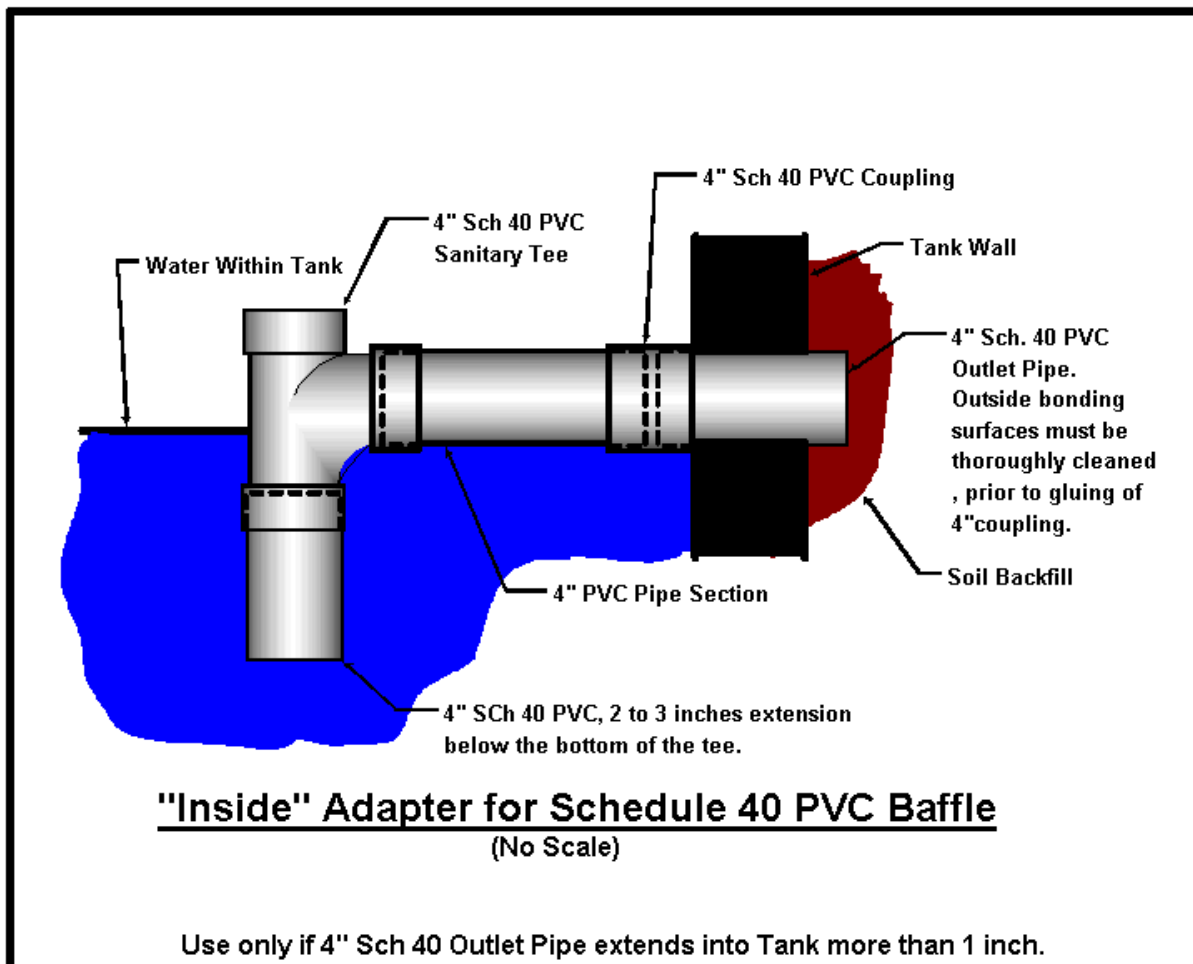 4" Sch 40 PVC Coupling
4" Sch 40 PVC
Sanitary Tee
Water Within Tank
Tank Wall
4" Sch. 40 PVC
Outlet Pipe.
Outside bonding
surfaces must be
thoroughly cleaned
, prior to gluing of
4"coupling.
Soil Backfill
4" PVC Pipe Section
4" SCh 40 PVC, 2 to 3 inches extension
below the bottom of the tee.
"Inside" Adapter for Schedule 40 PVC Baffle
(No Scale)
Use only if 4" Sch 40 Outlet Pipe extends into Tank more than 1 inch.